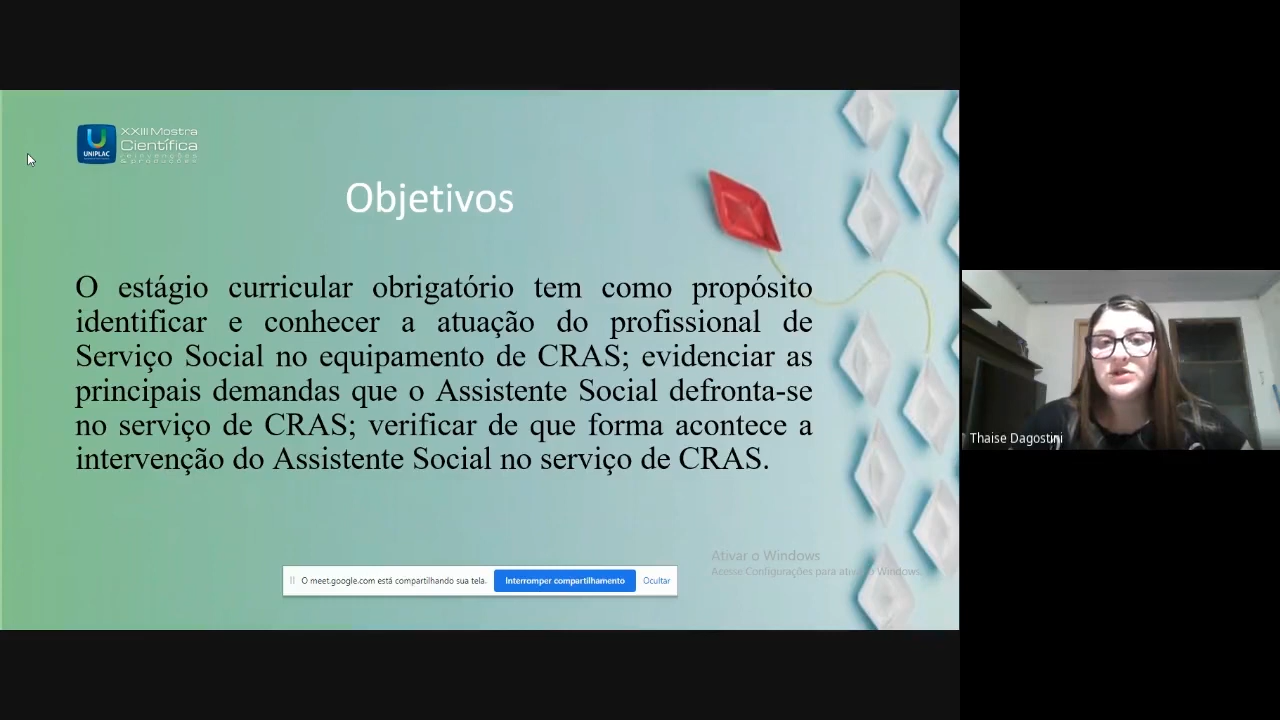 XXIII Mostra
Científica
reinvenções
& produções
UNIPLAC
Objetivos
O estágio curricular obrigatório tem como propósito
identificar e conhecer a atuação do profissional de
Serviço Social no equipamento de CRAS; evidenciar as
principais demandas que o Assistente Social defronta-se
no serviço de CRAS; verificar de que forma acontece a
intervenção do Assistente Social no serviço de CRAS.
Ativar o Windows
Acesse Configurações para ativar o Windows.
O meet.google.com está compartilhando sua tela.
Interromper compartilhamento
Ocultar
Thaise Dagostini